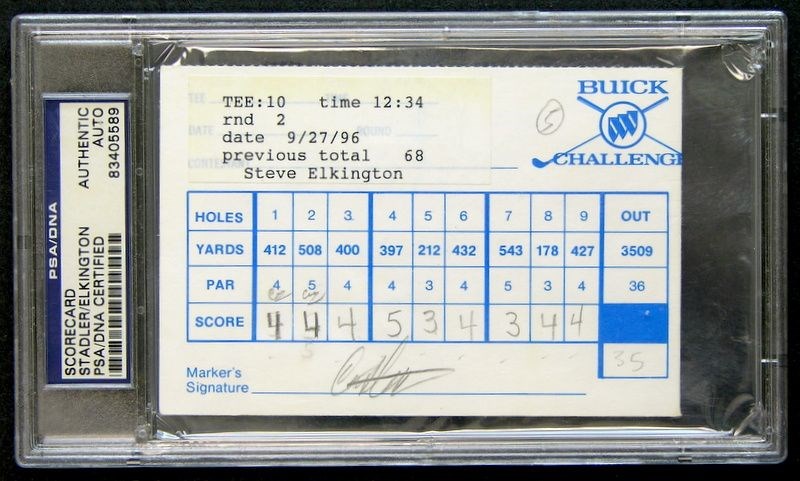 PSA/DNA
SCORECARD
STADLER/ELKINGTON
PSA/DNA CERTIFIED
AUTHENTIC
AUTO
83405589
TEE:10 time 12:34
rnd 2
date 9/27/96
previous total 68
Steve Elkington
5
BUICK
CHALLENGE
HOLES 1 2 3 4 5 6 7 8 9 OUT
YARDS 412 508 400 397 212 432 543 178 427 3509
PAR 4 5 4 4 3 4 5 3 4 36
SCORE 4 4 4 5 3 4 3 4 4
35
Marker's
Signature